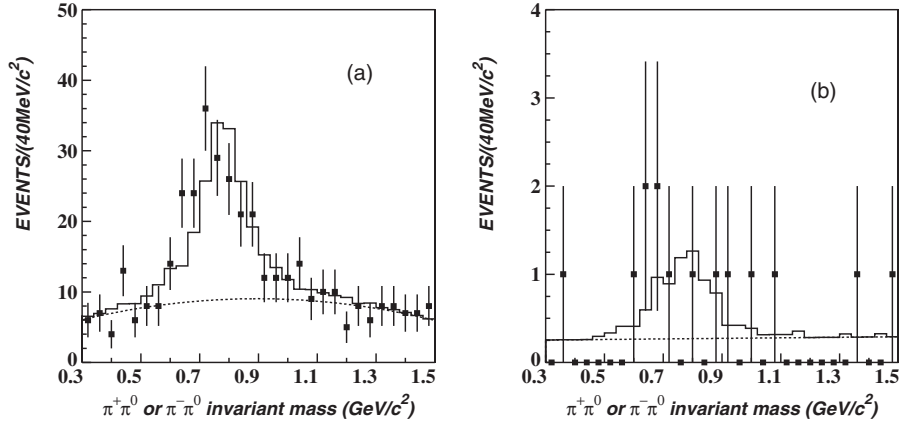 50
40
30
20
10
0
0.3 0.5 0.7 0.9 1.1 1.3 1.5
EVENTS/(40MeV/c²)
π⁺π⁰ or π⁻π⁰ invariant mass (GeV/c²)
(a)
4
3
2
1
0
0.3 0.5 0.7 0.9 1.1 1.3 1.5
EVENTS/(40MeV/c²)
π⁺π⁰ or π⁻π⁰ invariant mass (GeV/c²)
(b)